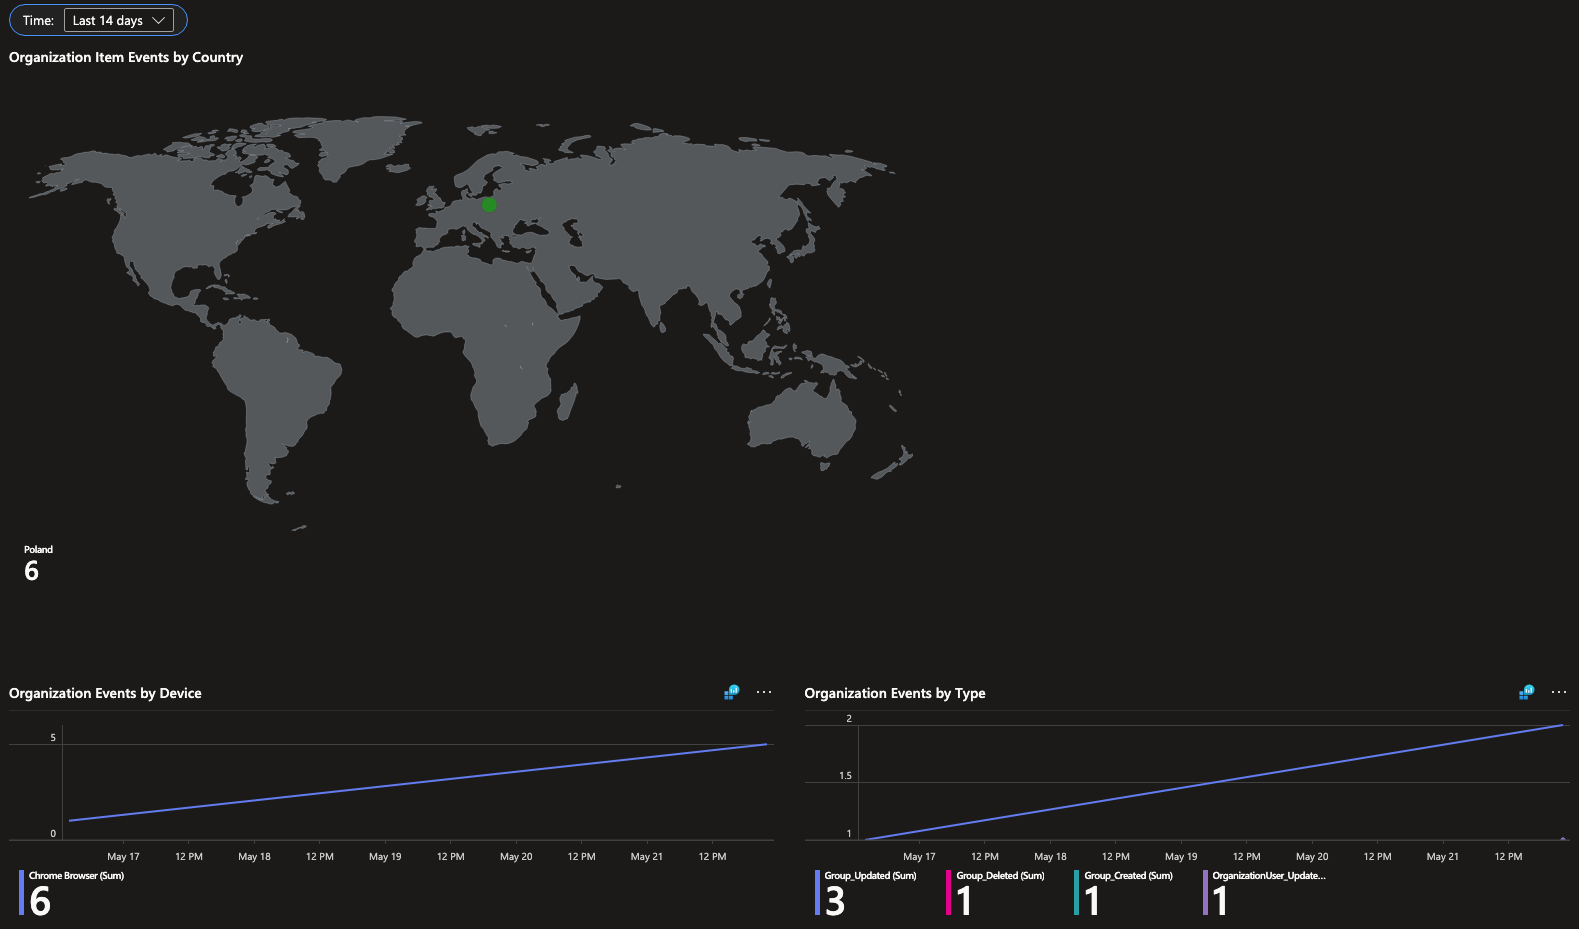 Time: Last 14 days
Organization Item Events by Country
Poland
6
Organization Events by Device
5
0
May 17 12 PM May 18 12 PM May 19 12 PM May 20 12 PM May 21 12 PM
Chrome Browser (Sum)
6
Organization Events by Type
2
1.5
1
May 17 12 PM May 18 12 PM May 19 12 PM May 20 12 PM May 21 12 PM
Group_Updated (Sum) Group_Deleted (Sum) Group_Created (Sum) OrganizationUser_Update...
3 1 1 1